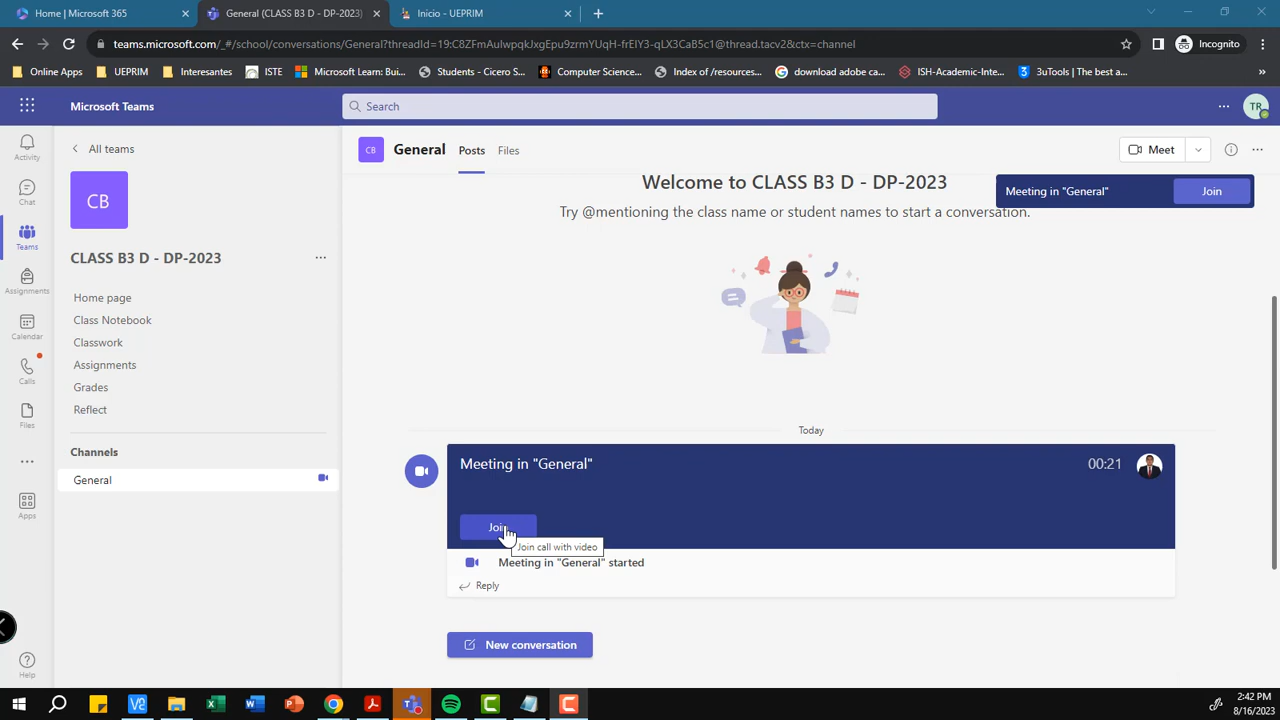 Home | Microsoft 365
General (CLASS B3 D - DP-2023)
Inicio - UEPRIM
teams.microsoft.com/_#/school/conversations/General?threadId=19:C8ZFmAulwpqkJxgEpu9zrmYUqH-frEIY3-qLX3CaB5c1@thread.tacv2&ctx=channel
Incognito
Online Apps
UEPRIM
Interesantes
ISTE
Microsoft Learn: Bui...
Students - Cicero S...
Computer Science...
Index of /resources...
download adobe ca...
ISH-Academic-Inte...
3uTools | The best a...
»
Microsoft Teams
Search
TR
Activity
Chat
Teams
Assignments
Calendar
Calls
Files
Apps
Help
All teams
CB
CLASS B3 D - DP-2023
Home page
Class Notebook
Classwork
Assignments
Grades
Reflect
Channels
General
CB
General
Posts
Files
Meet
Welcome to CLASS B3 D - DP-2023
Try @mentioning the class name or student names to start a conversation.
Meeting in "General"
Join
Today
Meeting in "General"
00:21
Join
Join call with video
Meeting in "General" started
Reply
New conversation
2:42 PM
8/16/2023